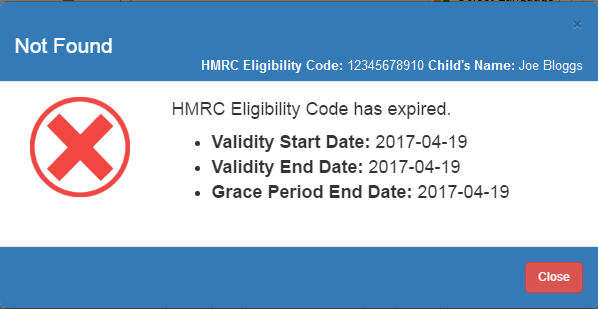 ×
Not Found
HMRC Eligibility Code: 12345678910 Child's Name: Joe Bloggs
HMRC Eligibility Code has expired.
• Validity Start Date: 2017-04-19
• Validity End Date: 2017-04-19
• Grace Period End Date: 2017-04-19
Close